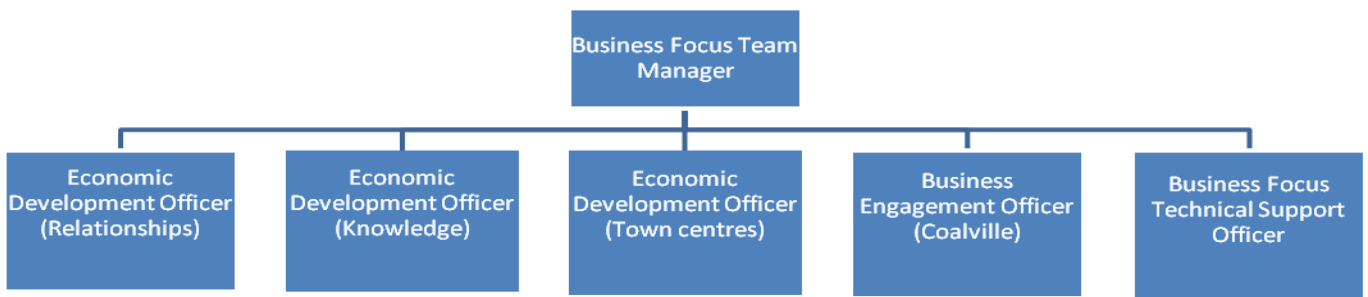 Business Focus Team
Manager
Economic
Development Officer
(Relationships)
Economic
Development Officer
(Knowledge)
Economic
Development Officer
(Town centres)
Business
Engagement Officer
(Coalville)
Business Focus
Technical Support
Officer